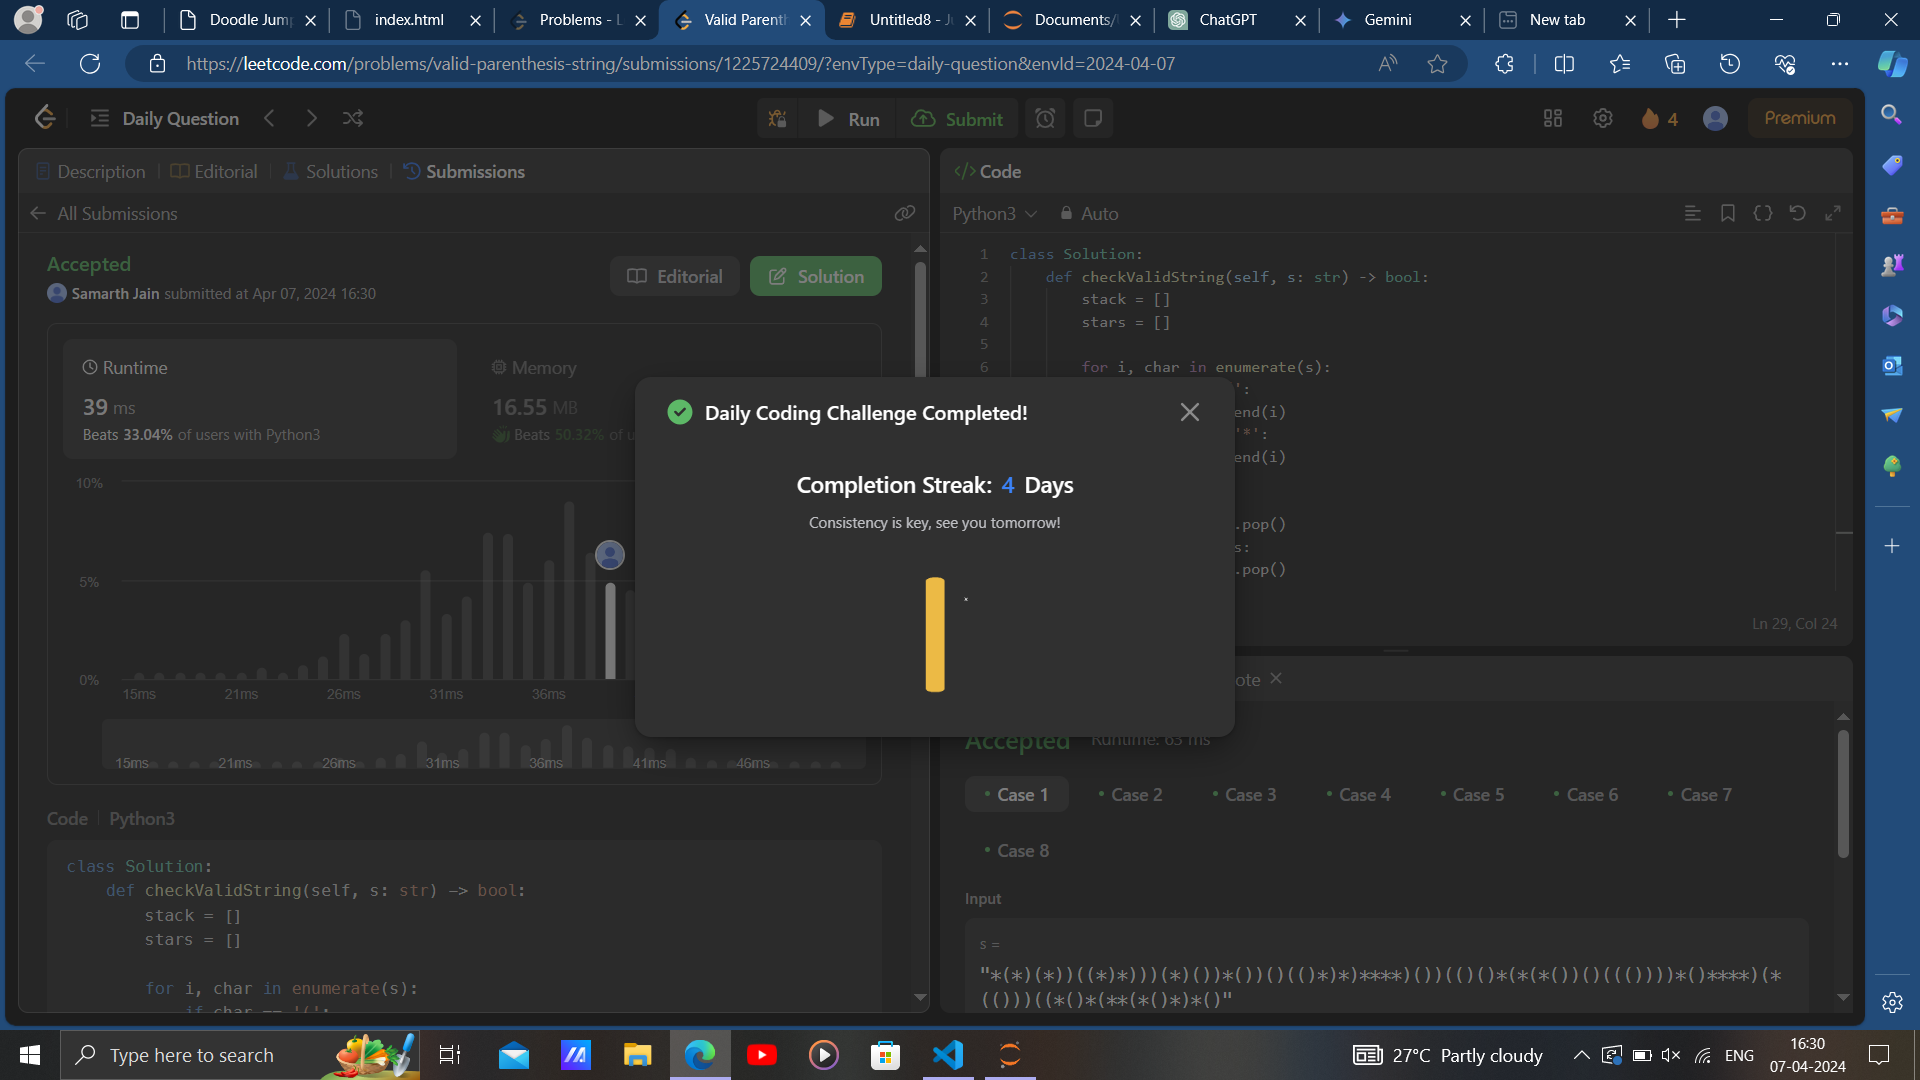 Doodle Jum
index.html
Problems - L
Valid Parenth
Untitled8 - Ju
Documents/
ChatGPT
Gemini
New tab
https://leetcode.com/problems/valid-parenthesis-string/submissions/1225724409/?envType=daily-question&envId=2024-04-07
Daily Question
Run
Submit
4
Premium
Description
Editorial
Solutions
Submissions
All Submissions
Accepted
Samarth Jain submitted at Apr 07, 2024 16:30
Editorial
Solution
Runtime
39 ms
Beats 33.04% of users with Python3
Memory
16.55 MB
Beats 50.32% of u
10%
5%
0%
15ms 21ms 26ms 31ms 36ms
15ms 21ms 26ms 31ms 36ms 41ms 46ms
Code
Python3
class Solution:
def checkValidString(self, s: str) -> bool:
stack = []
stars = []
for i, char in enumerate(s):
if char == '(':
Daily Coding Challenge Completed!
Completion Streak: 4 Days
Consistency is key, see you tomorrow!
</> Code
Python3
Auto
1 class Solution:
2 def checkValidString(self, s: str) -> bool:
3 stack = []
4 stars = []
5
6 for i, char in enumerate(s):
':
end(i)
'*':
end(i)
.pop()
s:
.pop()
Ln 29, Col 24
ote
Accepted
Runtime: 63 ms
Case 1
Case 2
Case 3
Case 4
Case 5
Case 6
Case 7
Case 8
Input
s =
"*(*)(*))((*)*)))(*)())*())()(()*)*)****)())(()()*(*(*())()((())))*()****)(*
(()))((*()*(**(*()*)*()"
Type here to search
27°C Partly cloudy
ENG
16:30
07-04-2024